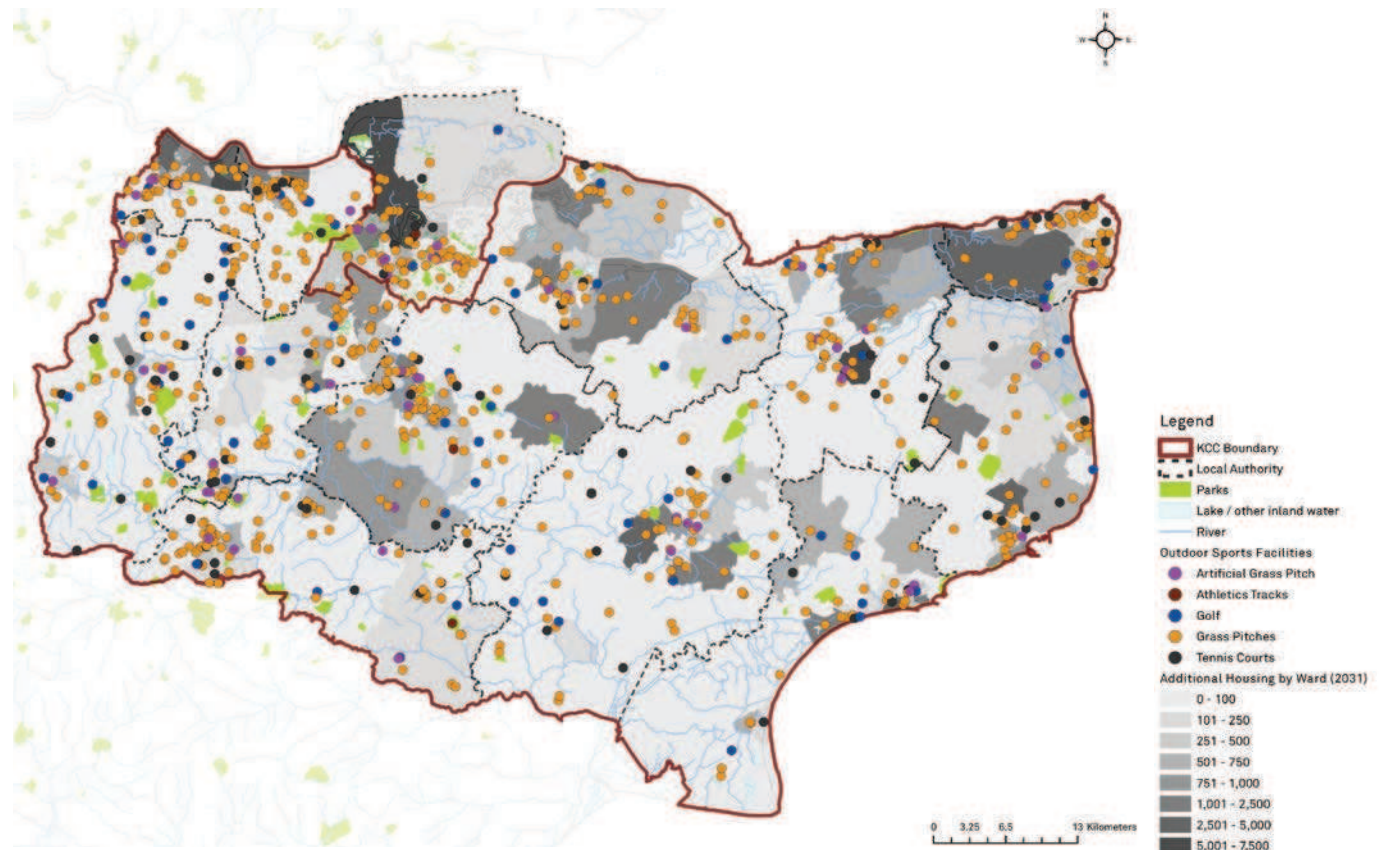 N
W E
S
Legend
KCC Boundary
Local Authority
Parks
Lake / other inland water
River
Outdoor Sports Facilities
Artificial Grass Pitch
Athletics Tracks
Golf
Grass Pitches
Tennis Courts
Additional Housing by Ward (2031)
0 - 100
101 - 250
251 - 500
501 - 750
751 - 1,000
1,001 - 2,500
2,501 - 5,000
5,001 - 7,500
0 3.25 6.5 13 Kilometers